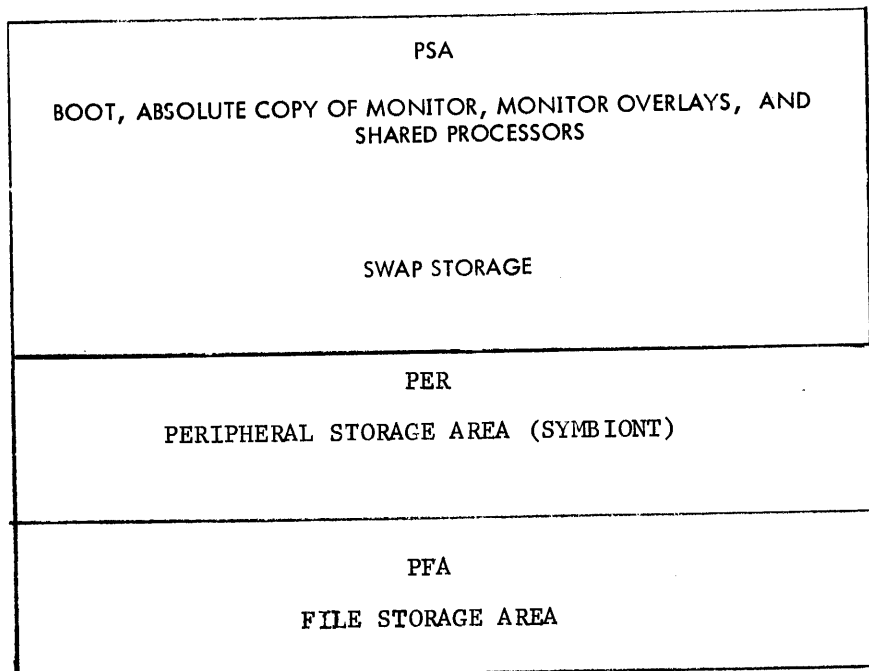 PSA
BOOT, ABSOLUTE COPY OF MONITOR, MONITOR OVERLAYS, AND
SHARED PROCESSORS
SWAP STORAGE
PER
PERIPHERAL STORAGE AREA (SYMBIONT)
PFA
FILE STORAGE AREA